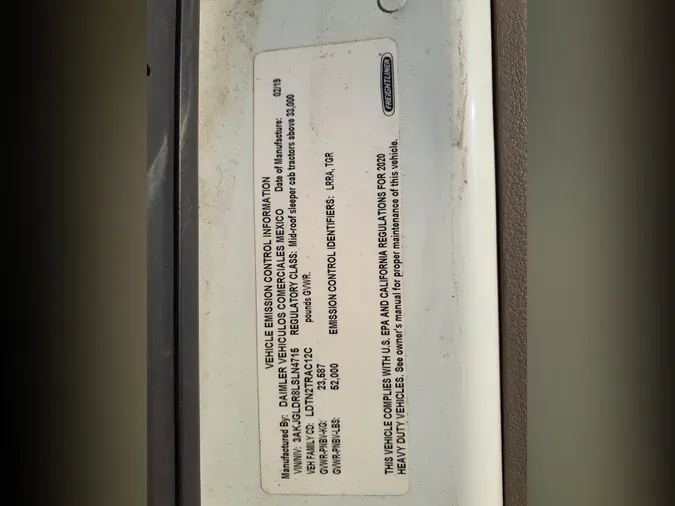 VEHICLE EMISSION CONTROL INFORMATION
Manufactured By: DAIMLER VEHICULOS COMERCIALES MEXICO Date of Manufacture: 02/19
VIN/NIV: 3AKJGLDR8LSLN4716 REGULATORY CLASS: Mid-roof sleeper cab tractors above 33,000
VEH FAMILY CD: LDTN2TRAC12C pounds GVWR.
GVWR-PNBV-KG: 23,587
GVWR-PNBV-LBS: 52,000 EMISSION CONTROL IDENTIFIERS: LRRA, TGR
THIS VEHICLE COMPLIES WITH U.S. EPA AND CALIFORNIA REGULATIONS FOR 2020
HEAVY DUTY VEHICLES. See owner's manual for proper maintenance of this vehicle.
FREIGHTLINER